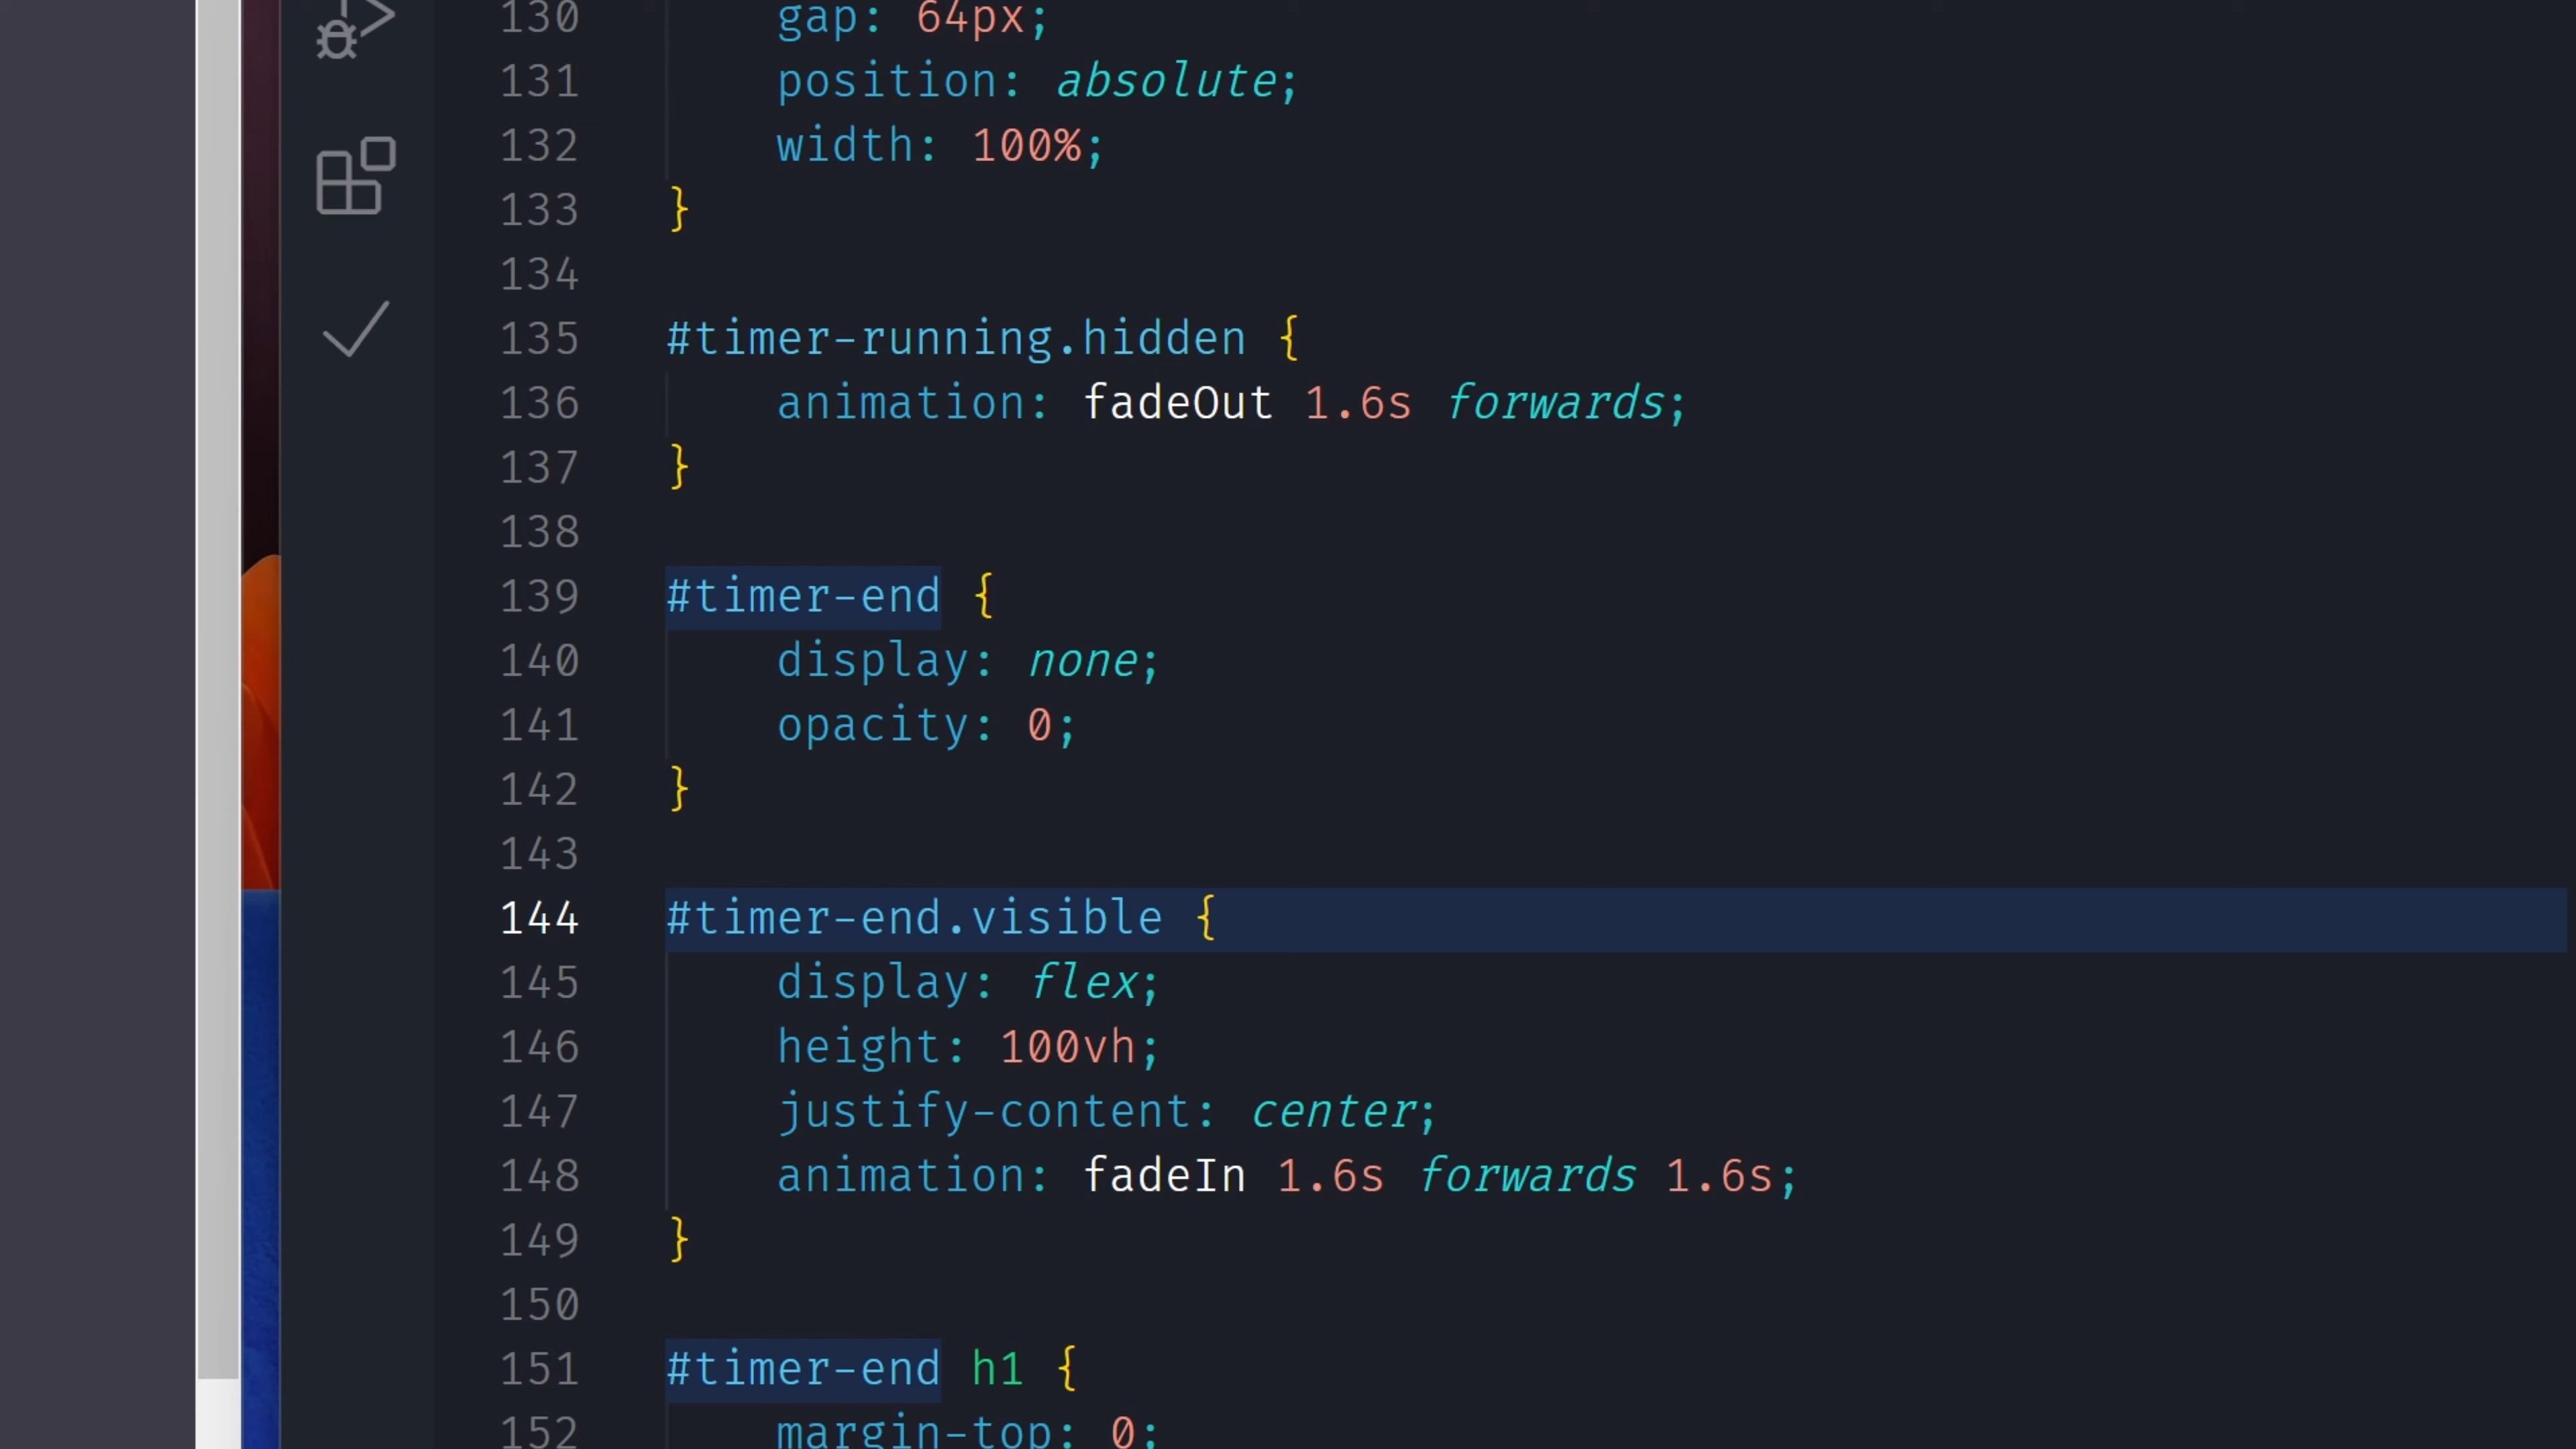 130 gap: 64px;
131 position: absolute;
132 width: 100%;
133 }
134
135 #timer-running.hidden {
136 animation: fadeOut 1.6s forwards;
137 }
138
139 #timer-end {
140 display: none;
141 opacity: 0;
142 }
143
144 #timer-end.visible {
145 display: flex;
146 height: 100vh;
147 justify-content: center;
148 animation: fadeIn 1.6s forwards 1.6s;
149 }
150
151 #timer-end h1 {
152 margin-top: 0;